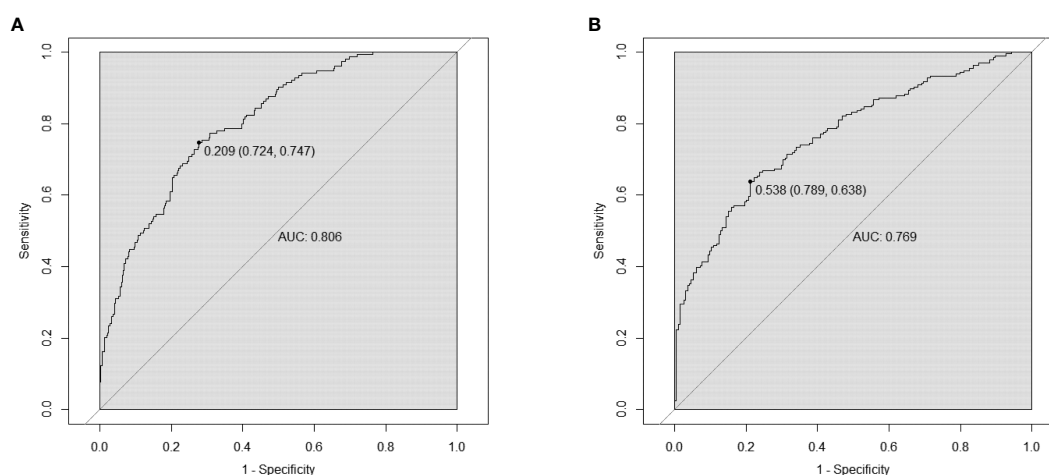 A
Sensitivity
1.0
0.8
0.6
0.4
0.2
0.0
0.209 (0.724, 0.747)
AUC: 0.806
0.0 0.2 0.4 0.6 0.8 1.0
1 - Specificity
B
Sensitivity
1.0
0.8
0.6
0.4
0.2
0.0
0.538 (0.789, 0.638)
AUC: 0.769
0.0 0.2 0.4 0.6 0.8 1.0
1 - Specificity